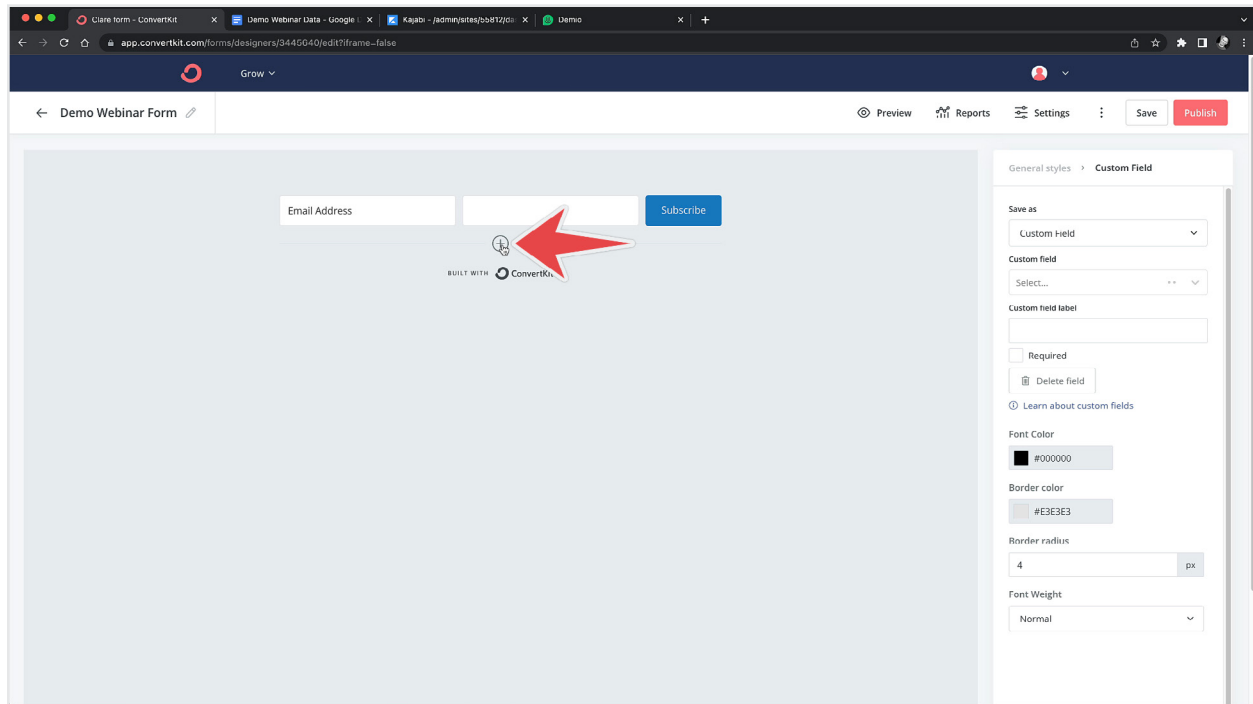 Clare form - ConvertKit
Demo Webinar Data - Google
Kajabi - /admin/sites/55812/da
Demio
app.convertkit.com/forms/designers/3445040/edit?iframe=false
Grow
Demo Webinar Form
Preview
Reports
Settings
Save
Publish
General styles > Custom Field
Email Address
Subscribe
BUILT WITH ConvertKit
Save as
Custom Field
Custom field
Select...
Custom field label
Required
Delete field
Learn about custom fields
Font Color
#000000
Border color
#E3E3E3
Border radius
4
px
Font Weight
Normal